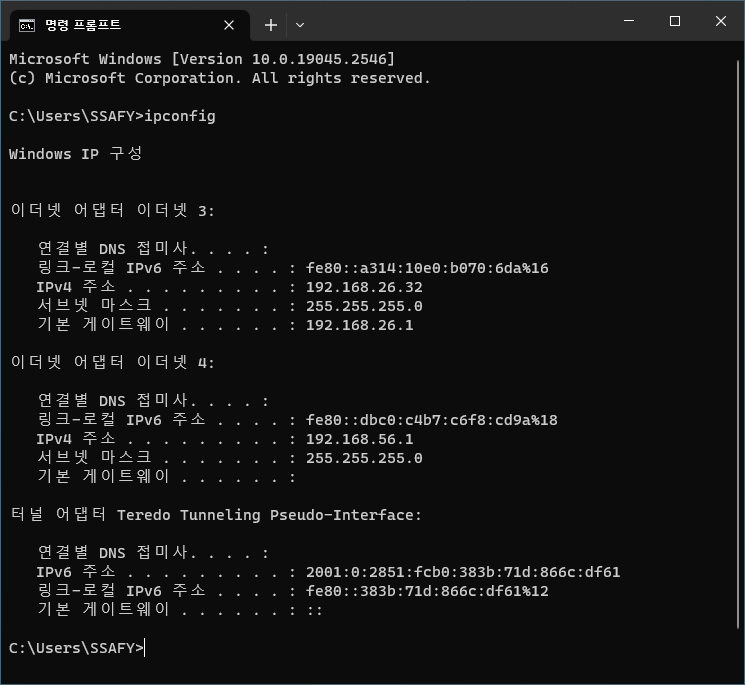 명령 프롬프트
Microsoft Windows [Version 10.0.19045.2546]
(c) Microsoft Corporation. All rights reserved.
C:\Users\SSAFY>ipconfig
Windows IP 구성
이더넷 어댑터 이더넷 3:
연결별 DNS 접미사. . . . :
링크-로컬 IPv6 주소 . . . . : fe80::a314:10e0:b070:6da%16
IPv4 주소 . . . . . . . . . : 192.168.26.32
서브넷 마스크 . . . . . . . : 255.255.255.0
기본 게이트웨이 . . . . . . : 192.168.26.1
이더넷 어댑터 이더넷 4:
연결별 DNS 접미사. . . . :
링크-로컬 IPv6 주소 . . . . : fe80::dbc0:c4b7:c6f8:cd9a%18
IPv4 주소 . . . . . . . . . : 192.168.56.1
서브넷 마스크 . . . . . . . : 255.255.255.0
기본 게이트웨이 . . . . . . :
터널 어댑터 Teredo Tunneling Pseudo-Interface:
연결별 DNS 접미사. . . . :
IPv6 주소 . . . . . . . . . : 2001:0:2851:fcb0:383b:71d:866c:df61
링크-로컬 IPv6 주소 . . . . : fe80::383b:71d:866c:df61%12
기본 게이트웨이 . . . . . . : ::
C:\Users\SSAFY>